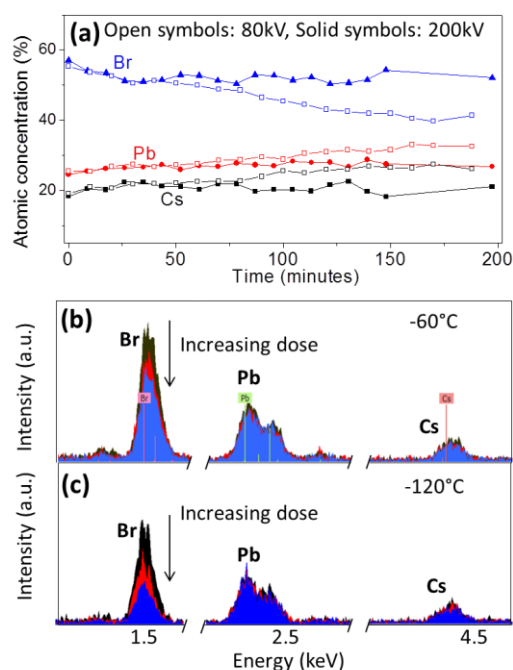 (a) Open symbols: 80kV, Solid symbols: 200kV
Atomic concentration (%)
60
40
20
Br
Pb
Cs
0 50 100 150 200
Time (minutes)
(b) -60°C
Intensity (a.u.)
Br
Increasing dose
Pb
Cs
Br Pb Cs
(c) -120°C
Intensity (a.u.)
Br
Increasing dose
Pb
Cs
1.5 2.5 4.5
Energy (keV)